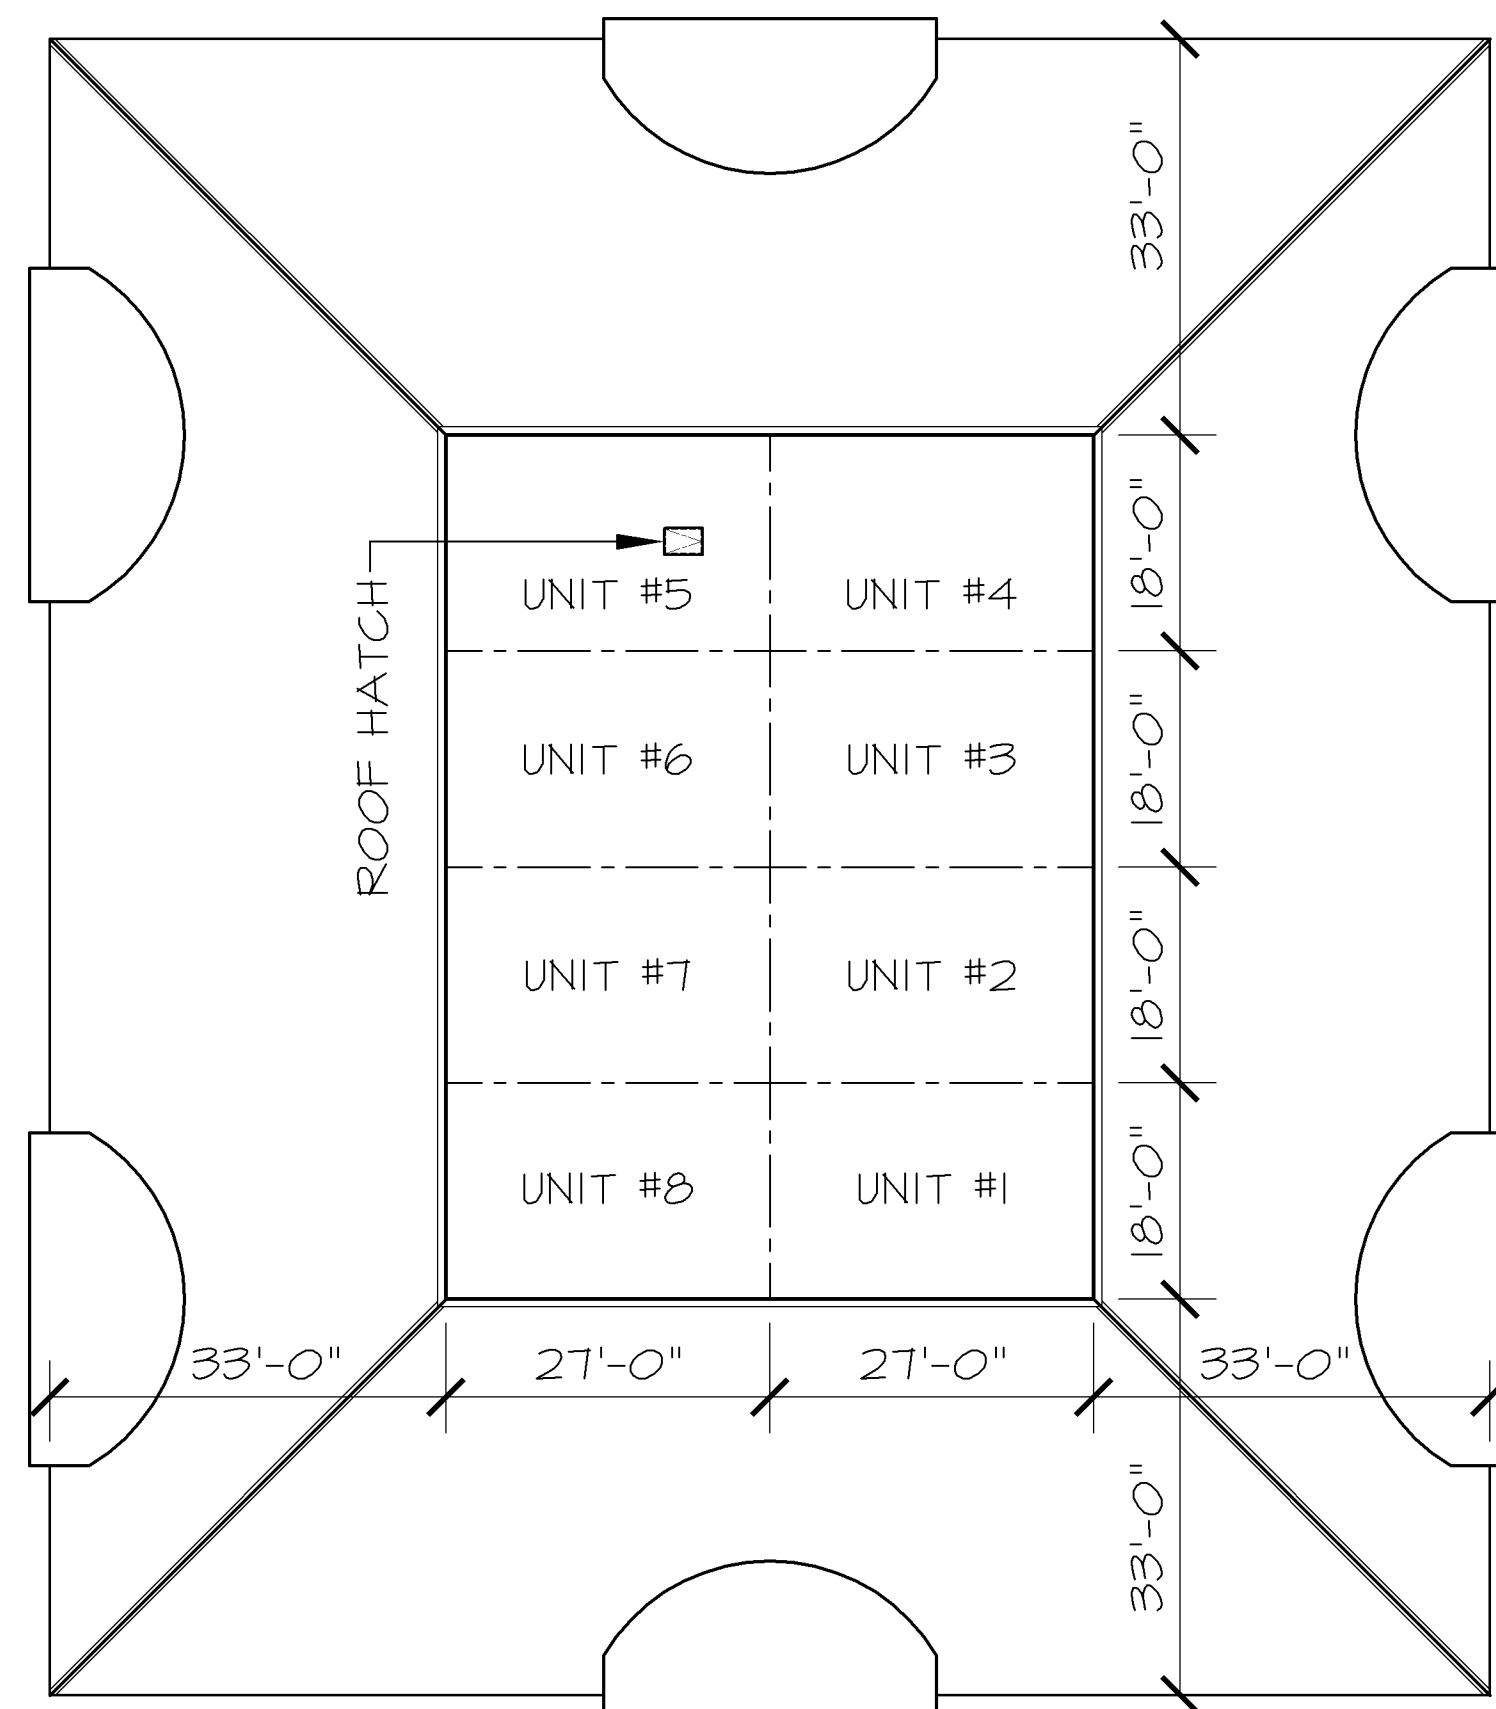 33'-0"
18'-0"
UNIT #5
UNIT #4
ROOF HATCH
18'-0"
UNIT #6
UNIT #3
18'-0"
UNIT #7
UNIT #2
18'-0"
UNIT #8
UNIT #1
33'-0"
27'-0"
27'-0"
33'-0"
33'-0"